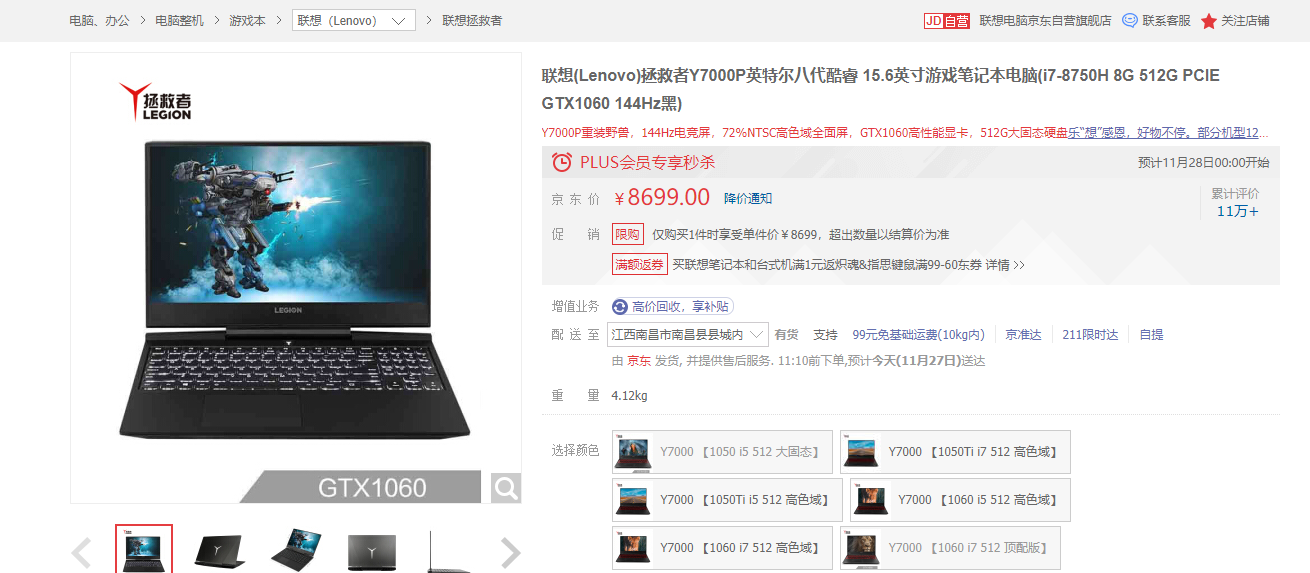 电脑、办公 > 电脑整机 > 游戏本 > 联想（Lenovo） > 联想拯救者
JD 自营 联想电脑京东自营旗舰店 联系客服 关注店铺
拯救者
LEGION
LEGION
GTX1060
联想(Lenovo)拯救者Y7000P英特尔八代酷睿 15.6英寸游戏笔记本电脑(i7-8750H 8G 512G PCIE
GTX1060 144Hz黑)
Y7000P重装野兽，144Hz电竞屏，72%NTSC高色域全面屏，GTX1060高性能显卡，512G大固态硬盘乐“想”感恩，好物不停。部分机型12...
PLUS会员专享秒杀 预计11月28日00:00开始
京东价 ￥8699.00 降价通知
累计评价
11万+
促销 限购 仅购买1件时享受单件价￥8699，超出数量以结算价为准
满额返券 买联想笔记本和台式机满1元返炽魂&指思键鼠满99-60东券 详情 >>
增值业务 高价回收，享补贴
配送至 江西南昌市南昌县县城内 有货 支持 99元免基础运费(10kg内) 京准达 211限时达 自提
由 京东 发货, 并提供售后服务. 11:10前下单,预计今天(11月27日)送达
重量 4.12kg
选择颜色 Y7000 【1050 i5 512 大固态】 Y7000 【1050Ti i7 512 高色域】
Y7000 【1050Ti i5 512 高色域】 Y7000 【1060 i5 512 高色域】
Y7000 【1060 i7 512 高色域】 Y7000 【1060 i7 512 顶配版】